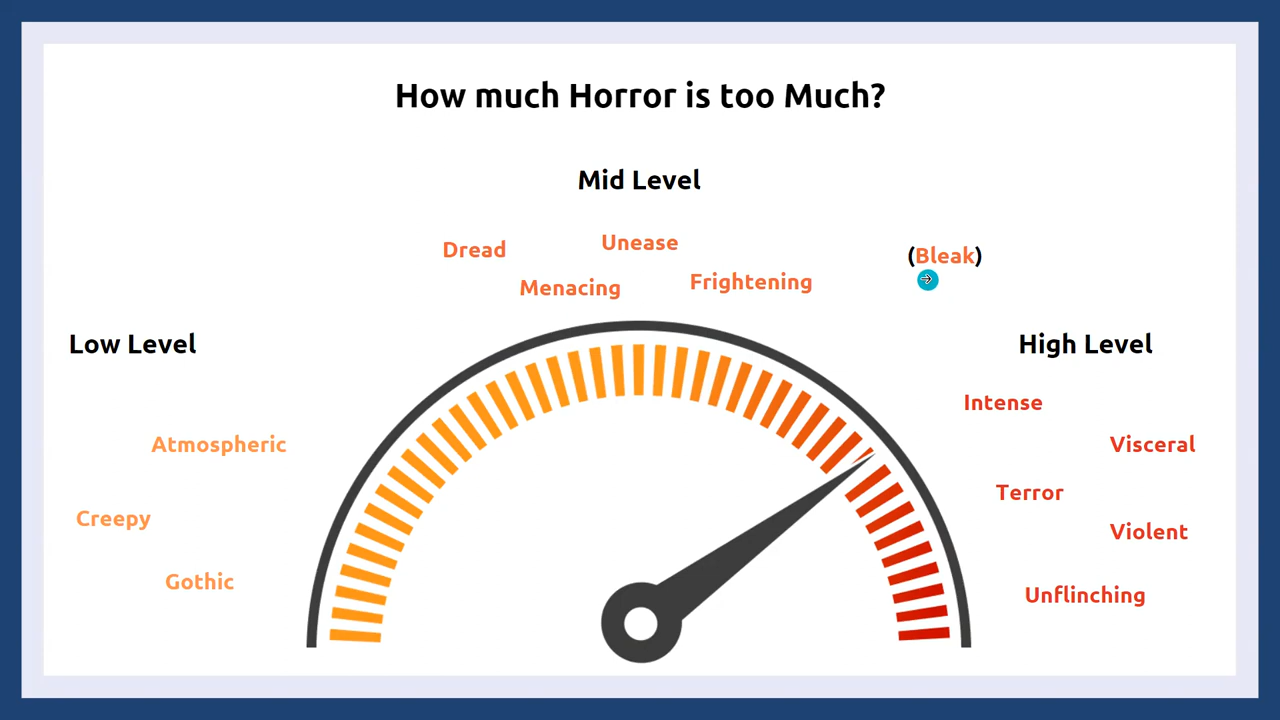 How much Horror is too Much?
Mid Level
Dread
Unease
(Bleak)
Menacing
Frightening
Low Level
High Level
Intense
Atmospheric
Visceral
Terror
Creepy
Violent
Gothic
Unflinching